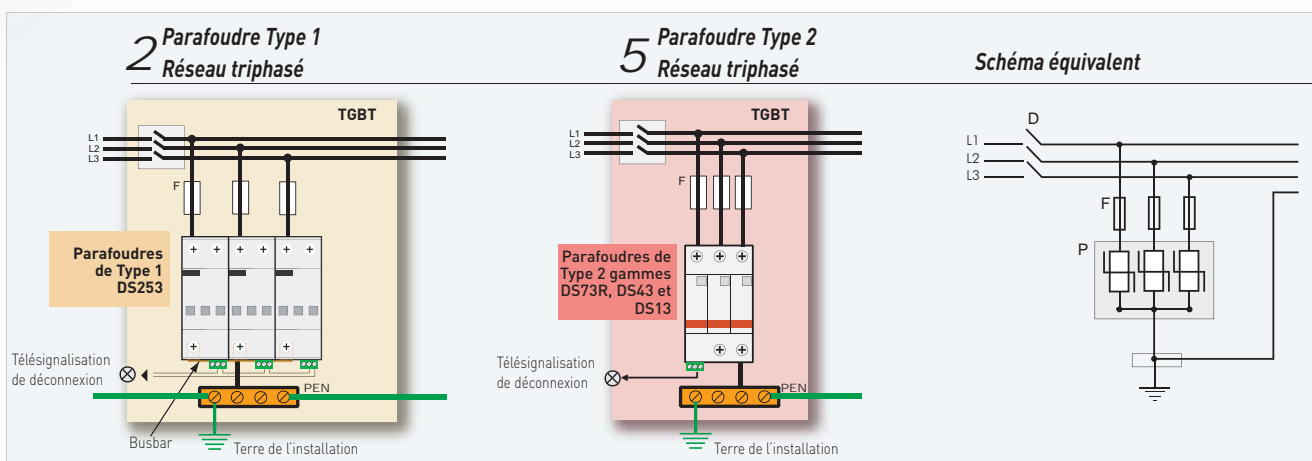 2 Parafoudre Type 1
Réseau triphasé
TGBT
L1
L2
L3
F
Parafoudres
de Type 1
DS253
Télésignalisation
de déconnexion
PEN
Busbar
Terre de l'installation
5 Parafoudre Type 2
Réseau triphasé
TGBT
L1
L2
L3
F
Parafoudres de
Type 2 gammes
DS73R, DS43 et
DS13
Télésignalisation
de déconnexion
PEN
Terre de l'installation
Schéma équivalent
D
L1
L2
L3
F
P